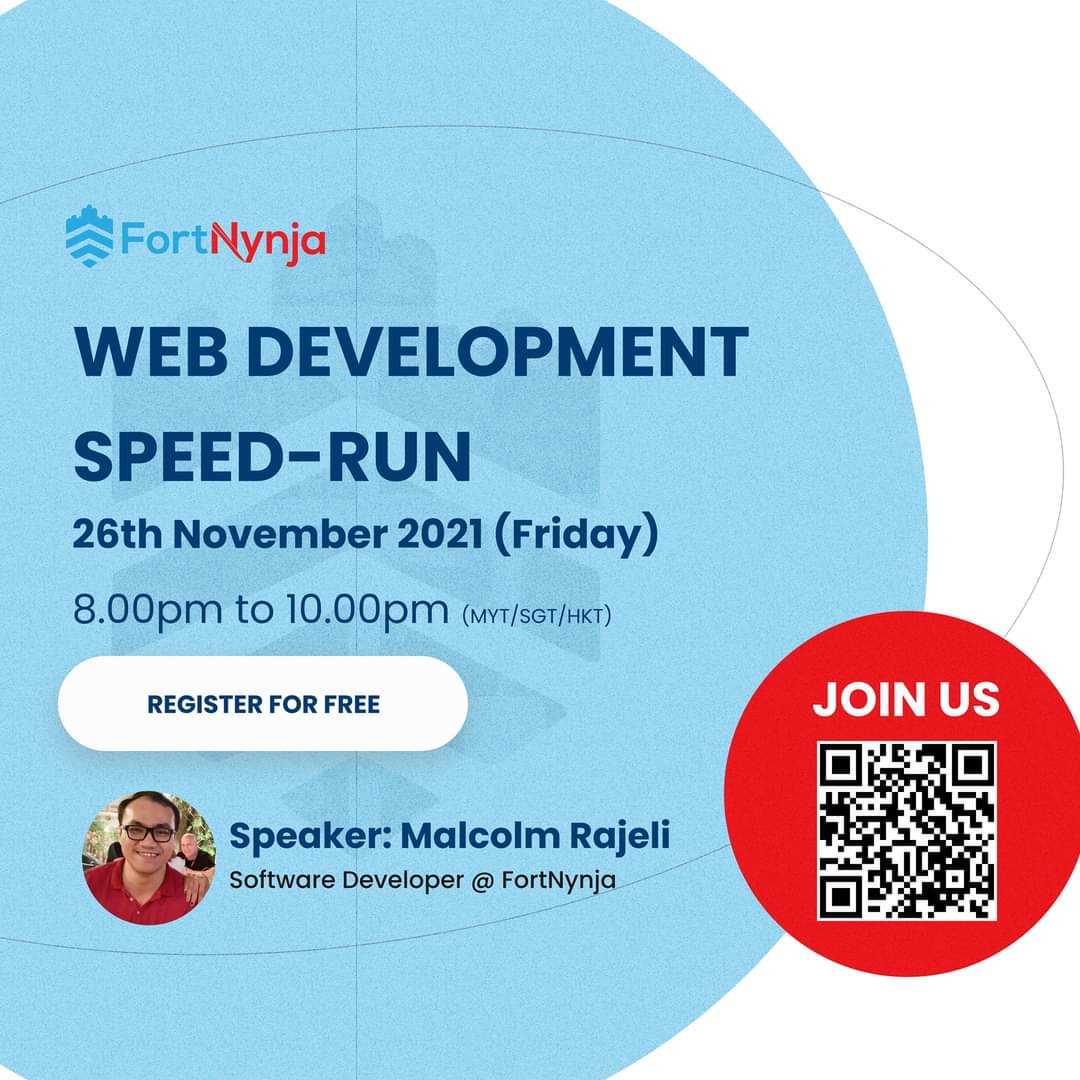 FortNynja
WEB DEVELOPMENT
SPEED-RUN
26th November 2021 (Friday)
8.00pm to 10.00pm (MYT/SGT/HKT)
REGISTER FOR FREE
Speaker: Malcolm Rajeli
Software Developer @ FortNynja
JOIN US